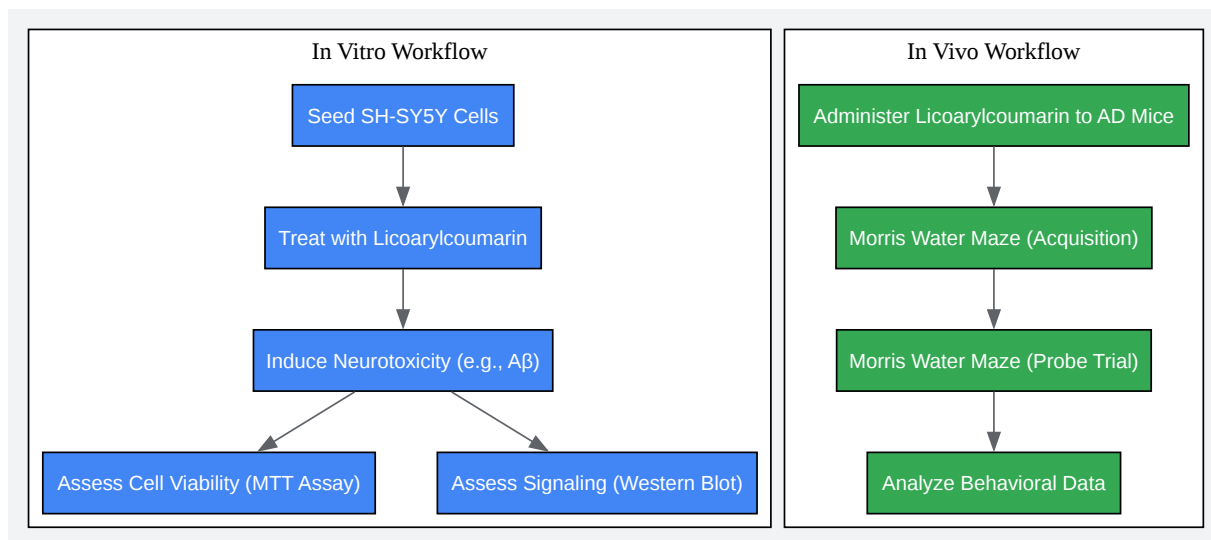 In Vitro Workflow
Seed SH-SY5Y Cells
Treat with Licoarylcoumarin
Induce Neurotoxicity (e.g., Aβ)
Assess Cell Viability (MTT Assay)
Assess Signaling (Western Blot)
In Vivo Workflow
Administer Licoarylcoumarin to AD Mice
Morris Water Maze (Acquisition)
Morris Water Maze (Probe Trial)
Analyze Behavioral Data